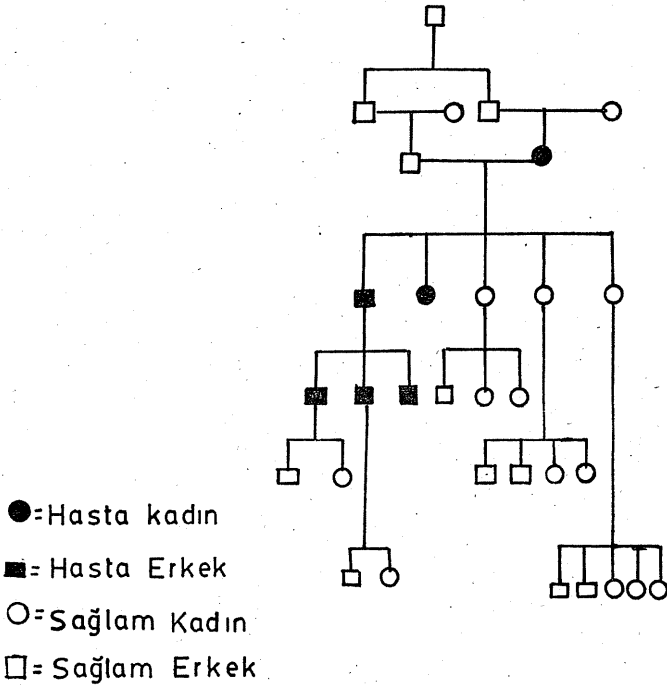 =Hasta kadın
=Hasta Erkek
=Sağlam Kadın
=Sağlam Erkek